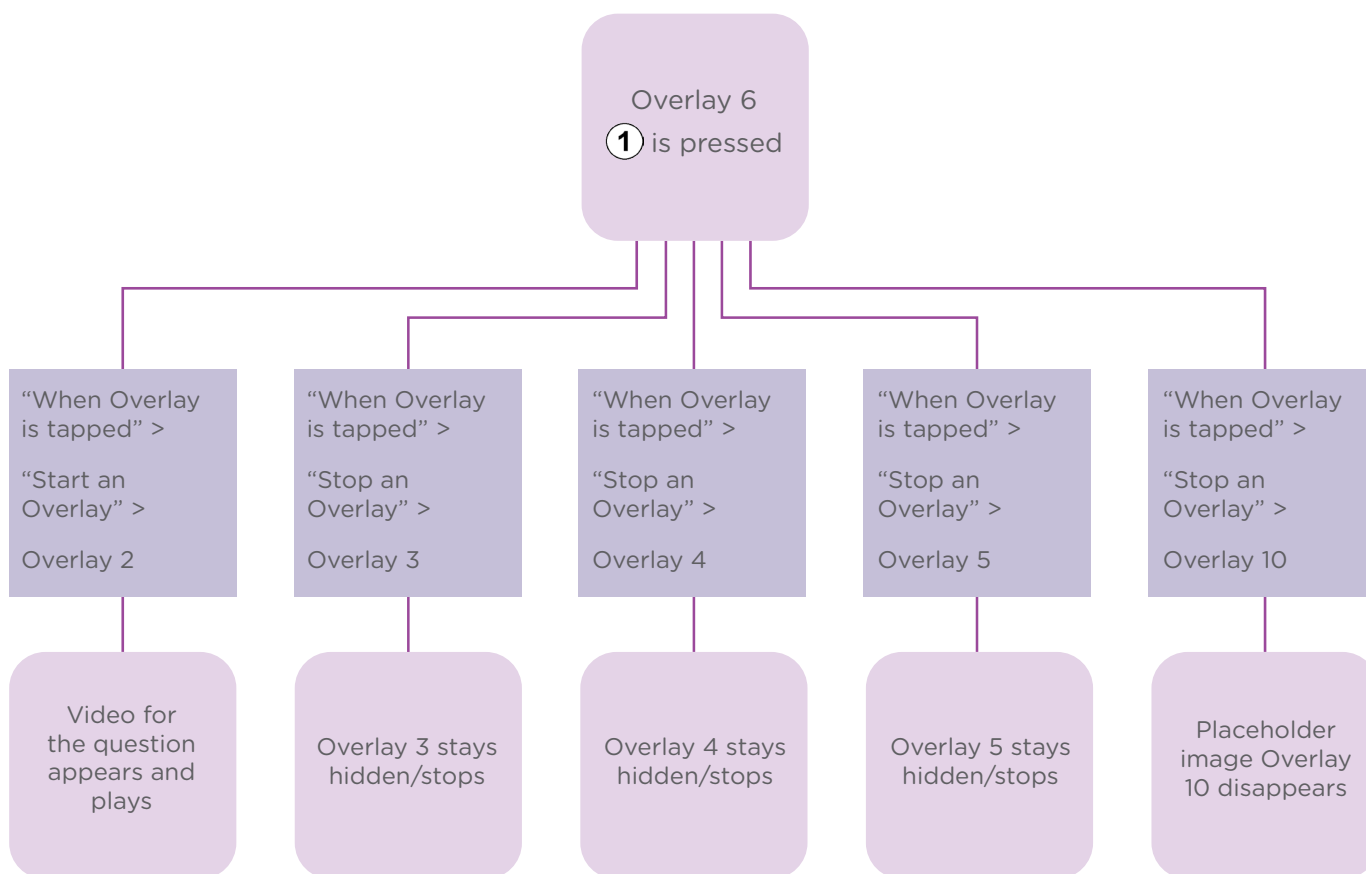 Overlay 6
1 is pressed
“When Overlay
is tapped” >
“Start an
Overlay” >
Overlay 2
“When Overlay
is tapped” >
“Stop an
Overlay” >
Overlay 3
“When Overlay
is tapped” >
“Stop an
Overlay” >
Overlay 4
“When Overlay
is tapped” >
“Stop an
Overlay” >
Overlay 5
“When Overlay
is tapped” >
“Stop an
Overlay” >
Overlay 10
Video for
the question
appears and
plays
Overlay 3 stays
hidden/stops
Overlay 4 stays
hidden/stops
Overlay 5 stays
hidden/stops
Placeholder
image Overlay
10 disappears